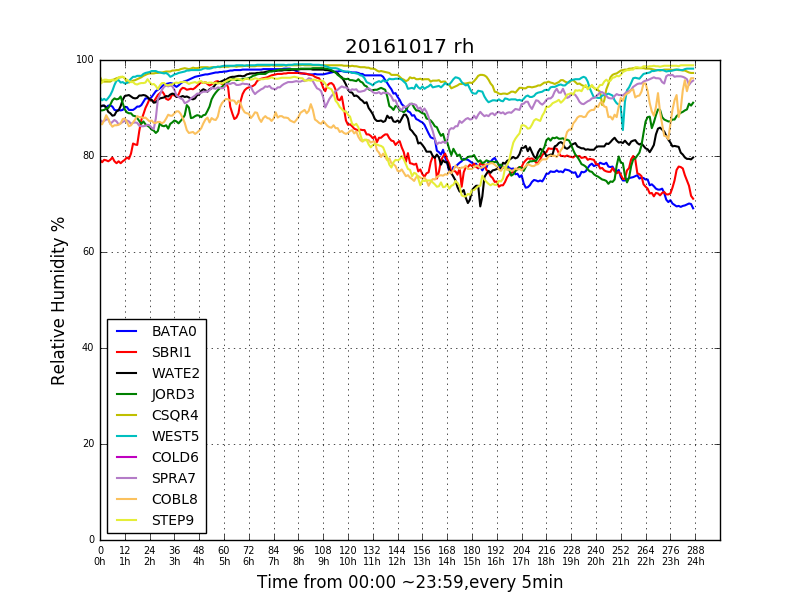 20161017 rh
100
80
60
40
20
0
Relative Humidity %
BATA0
SBRI1
WATE2
JORD3
CSQR4
WEST5
COLD6
SPRA7
COBL8
STEP9
0 12 24 36 48 60 72 84 96 108 120 132 144 156 168 180 192 204 216 228 240 252 264 276 288
0h 1h 2h 3h 4h 5h 6h 7h 8h 9h 10h 11h 12h 13h 14h 15h 16h 17h 18h 19h 20h 21h 22h 23h 24h
Time from 00:00 ~23:59,every 5min